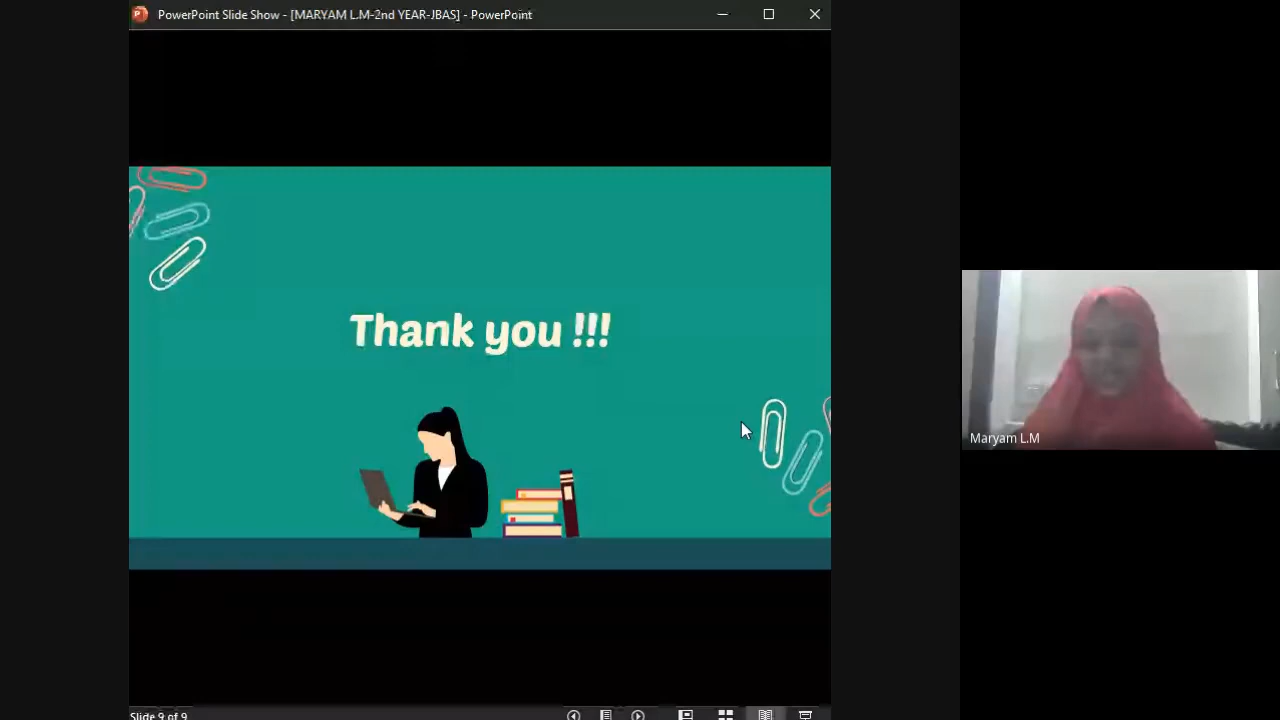 PowerPoint Slide Show - [MARYAM L.M-2nd YEAR-JBAS] - PowerPoint
Thank you !!!
Maryam L.M
Slide 9 of 9